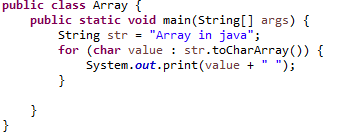 public class Array {
    public static void main(String[] args) {
        String str = "Array in java";
        for (char value : str.toCharArray()) {
            System.out.print(value + " ");
        }

    }
}